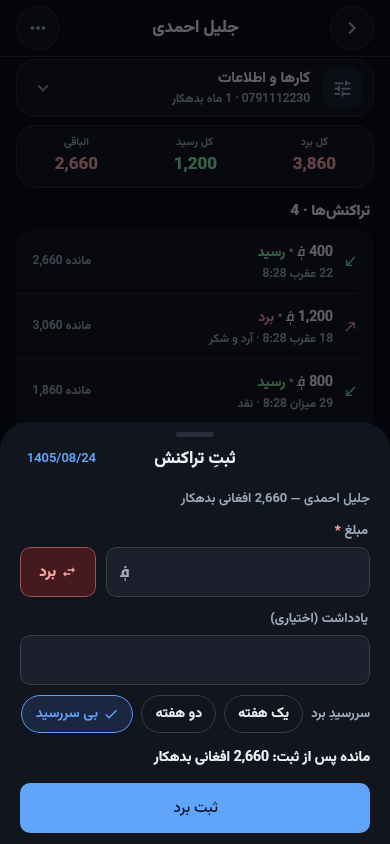 جلیل احمدی
کارها و اطلاعات
0791112230 · 1 ماه بدهکار
کل برد
کل رسید
الباقی
3,860
1,200
2,660
تراکنش‌ها · 4
400 ؋ · رسید
مانده 2,660
22 عقرب 8:28
1,200 ؋ · برد
مانده 3,060
18 عقرب 8:28 · آرد و شکر
800 ؋ · رسید
مانده 1,860
29 میزان 8:28 · نقد
ثبتِ تراکنش
1405/08/24
جلیل احمدی — 2,660 افغانی بدهکار
مبلغ *
؋
برد
یادداشت (اختیاری)
سررسیدِ برد
یک هفته
دو هفته
بی سررسید
مانده پس از ثبت: 2,660 افغانی بدهکار
ثبت برد